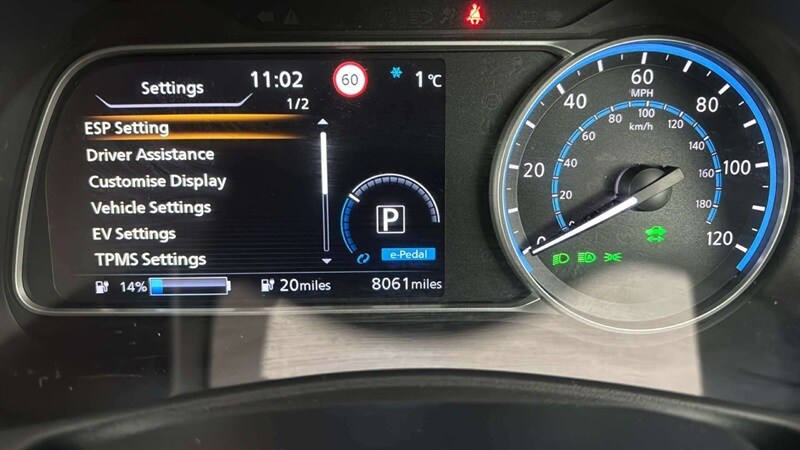 Settings
11:02
60
1°C
1/2
ESP Setting
Driver Assistance
Customise Display
Vehicle Settings
EV Settings
TPMS Settings
P
e-Pedal
14%
20miles
8061miles
0
20
40
60
80
100
120
MPH
0
20
40
60
80
100
120
140
160
180
km/h